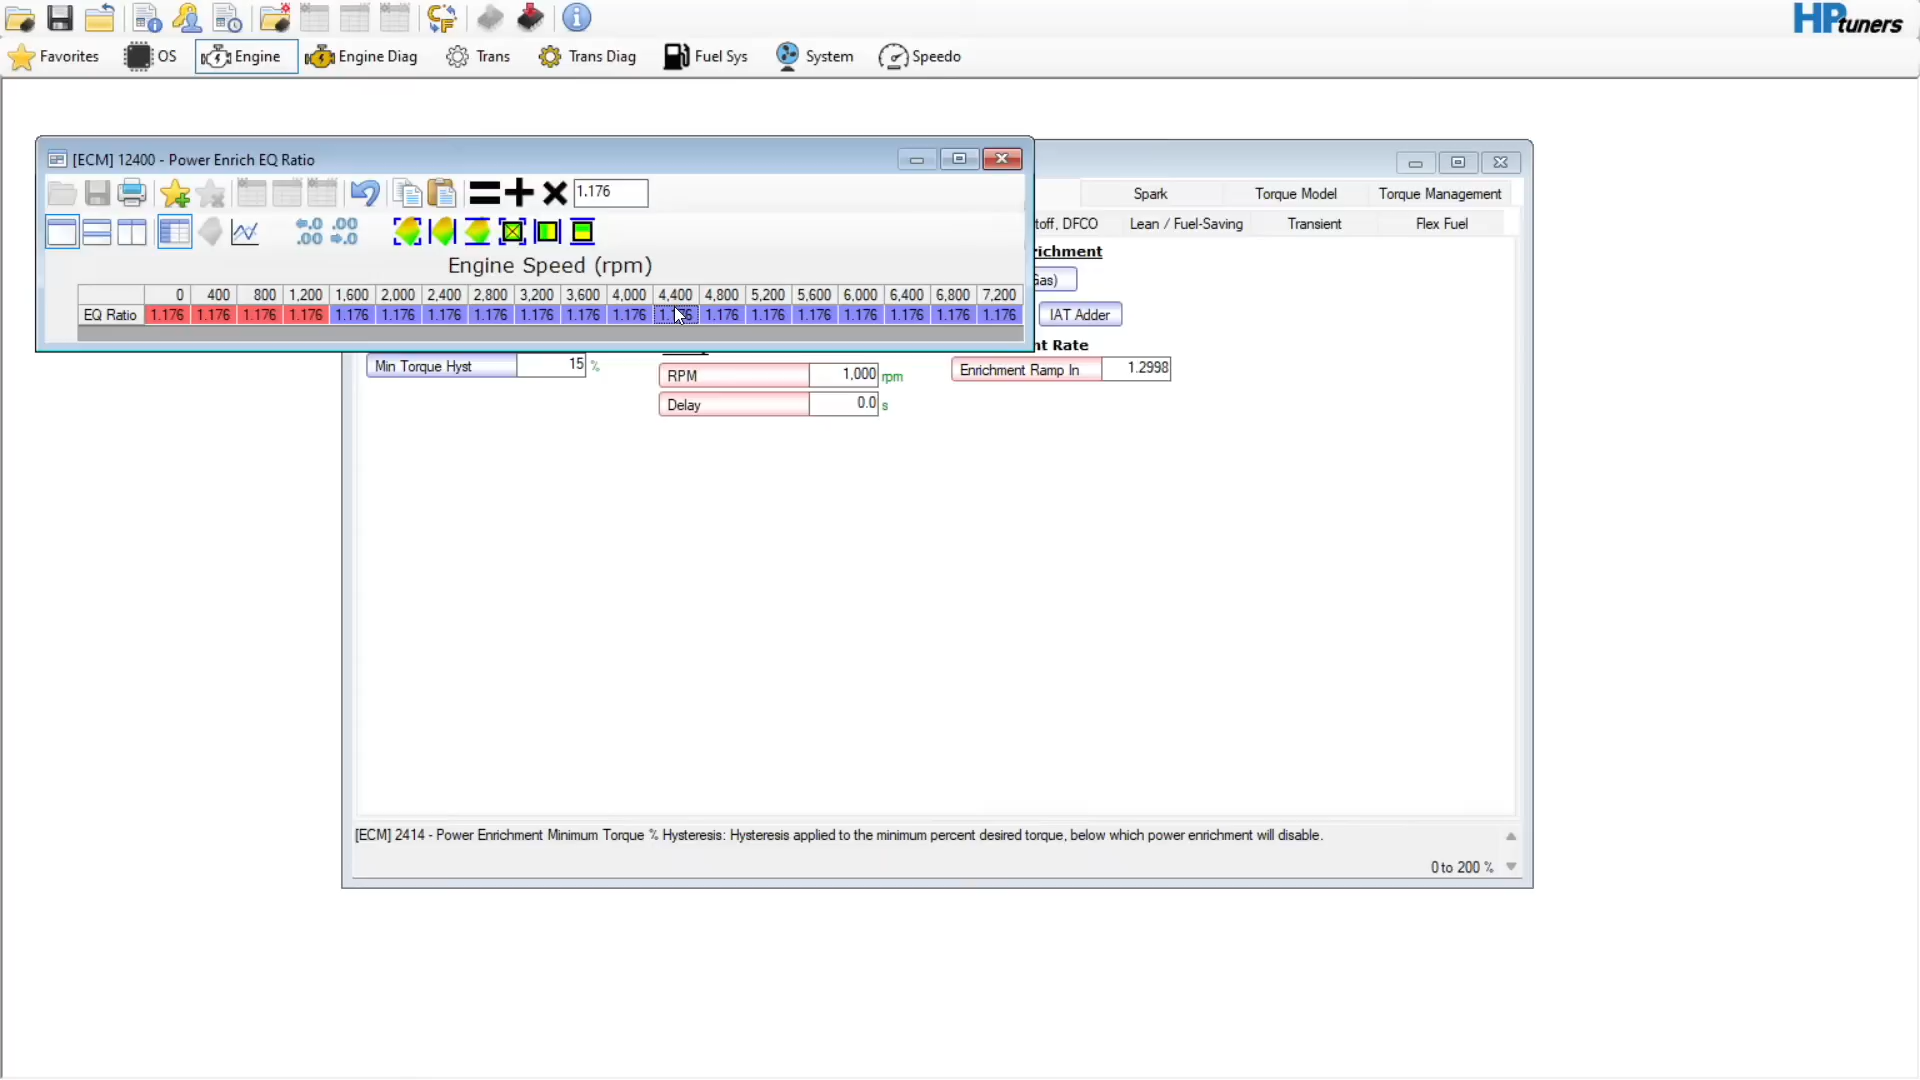 HPtuners
Favorites OS Engine Engine Diag Trans Trans Diag Fuel Sys System Speedo
[ECM] 12400 - Power Enrich EQ Ratio
1.176
Spark Torque Model Torque Management
toff, DFCO Lean / Fuel-Saving Transient Flex Fuel
Engine Speed (rpm)
richment
Gas)
0 400 800 1,200 1,600 2,000 2,400 2,800 3,200 3,600 4,000 4,400 4,800 5,200 5,600 6,000 6,400 6,800 7,200
EQ Ratio 1.176 1.176 1.176 1.176 1.176 1.176 1.176 1.176 1.176 1.176 1.176 1.176 1.176 1.176 1.176 1.176 1.176 1.176 1.176
IAT Adder
nt Rate
Min Torque Hyst 15 %
RPM 1,000 rpm
Enrichment Ramp In 1.2998
Delay 0.0 s
[ECM] 2414 - Power Enrichment Minimum Torque % Hysteresis: Hysteresis applied to the minimum percent desired torque, below which power enrichment will disable.
0 to 200 %